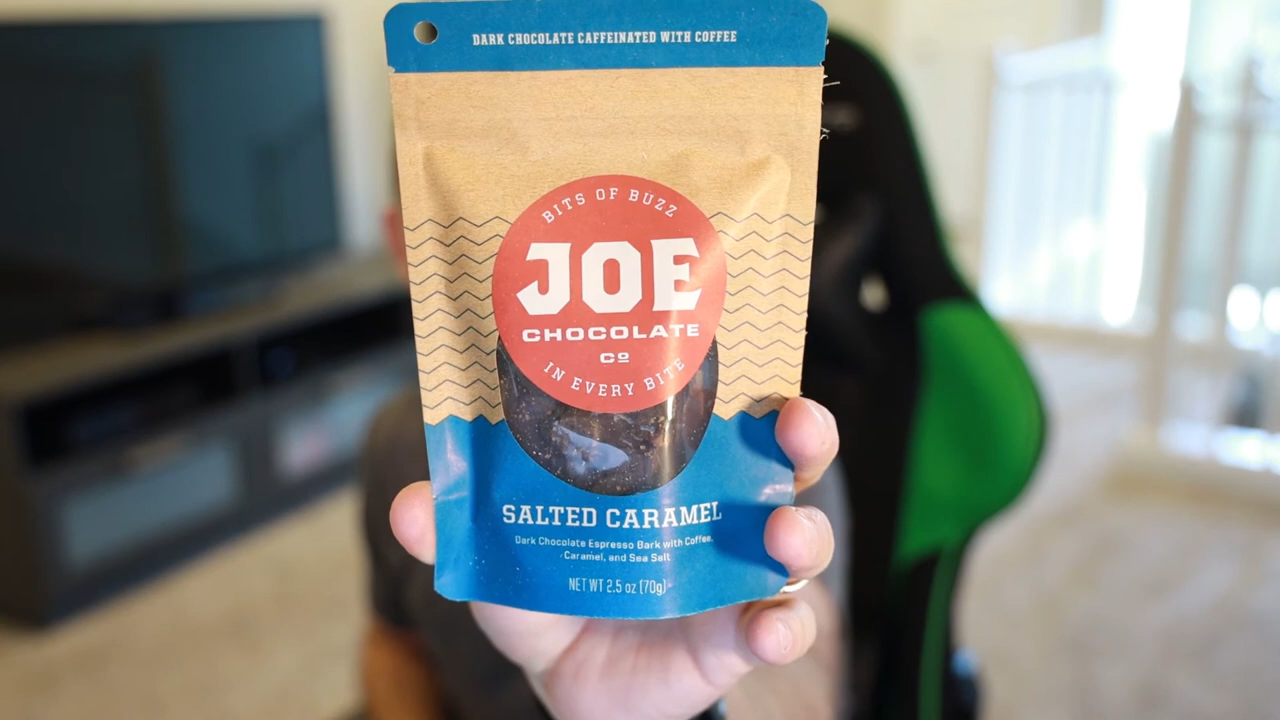 DARK CHOCOLATE CAFFEINATED WITH COFFEE
BITS OF BUZZ
JOE
CHOCOLATE
Cº
IN EVERY BITE
SALTED CARAMEL
Dark Chocolate Espresso Bark with Coffee,
Caramel, and Sea Salt
NET WT 2.5 oz (70g)